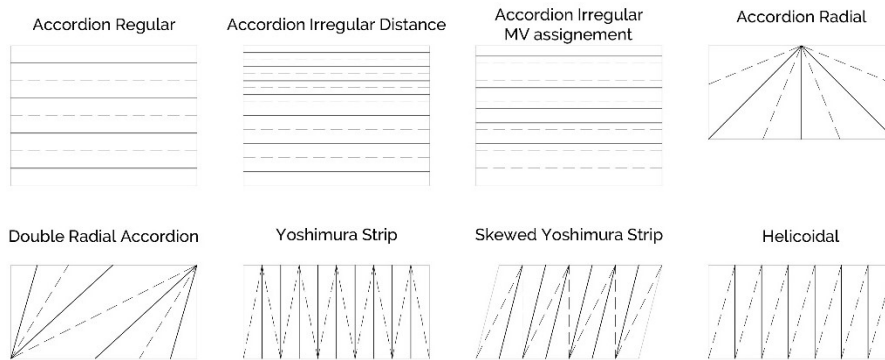 Accordion Regular
Accordion Irregular Distance
Accordion Irregular
MV assignement
Accordion Radial
Double Radial Accordion
Yoshimura Strip
Skewed Yoshimura Strip
Helicoidal